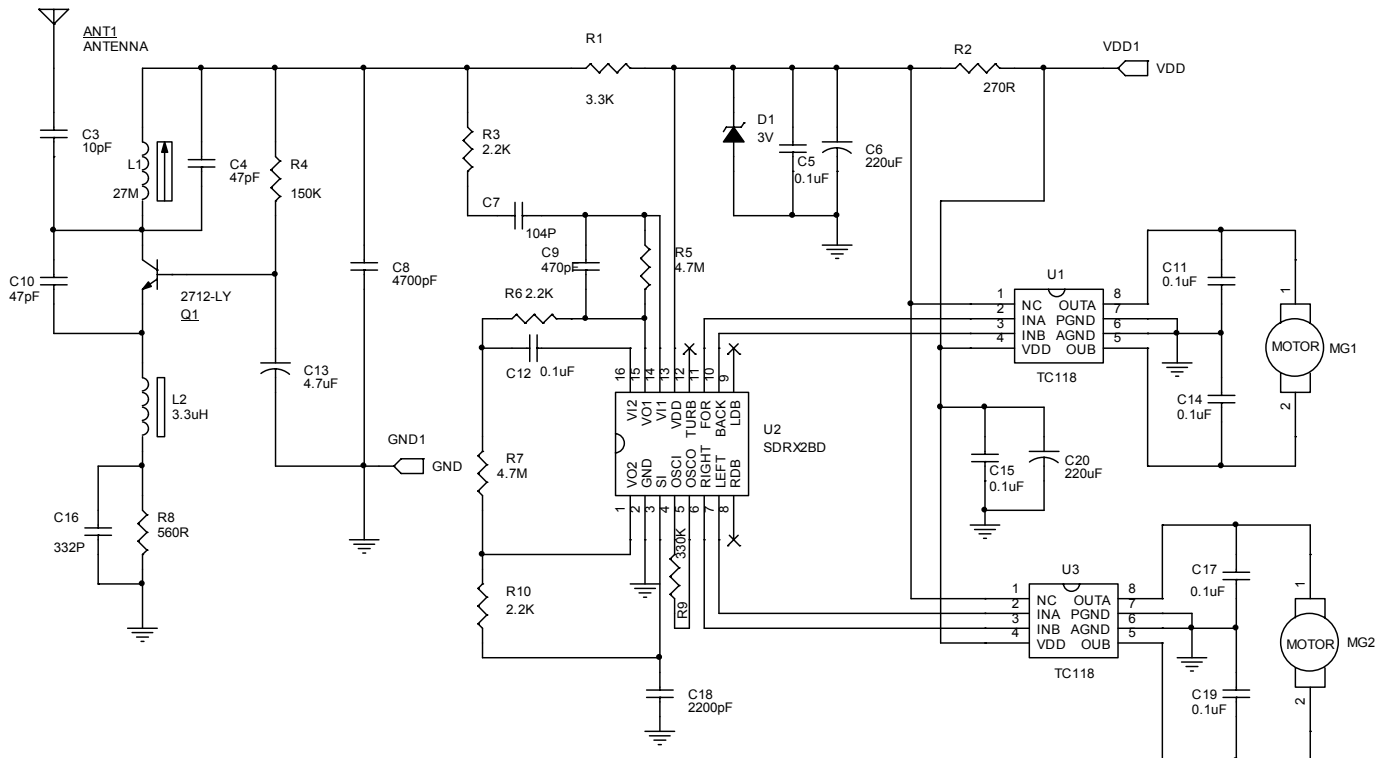 ANT1
ANTENNA
R1
3.3K
R2
270R
VDD1
VDD
C3
10pF
L1
27M
C4
47pF
R4
150K
R3
2.2K
D1
3V
C5
0.1uF
C6
220uF
C7
104P
C9
470pF
R5
4.7M
C10
47pF
2712-LY
Q1
C8
4700pF
R6 2.2K
C12
0.1uF
C13
4.7uF
L2
3.3uH
GND1
GND
R7
4.7M
16
15
14
13
12
11
10
9
VI2
VO1
VI1
VDD
TURB
FOR
BACK
LDB
U2
SDRX2BD
VO2
GND
SI
OSCI
OSCO
RIGHT
LEFT
RDB
1
2
3
4
5
6
7
8
330K
R9
C16
332P
R8
560R
R10
2.2K
C18
2200pF
U1
1
2
3
4
NC
INA
INB
VDD
OUTA
PGND
AGND
OUB
8
7
6
5
TC118
C11
0.1uF
C14
0.1uF
1
MOTOR
MG1
2
C15
0.1uF
C20
220uF
U3
1
2
3
4
NC
INA
INB
VDD
OUTA
PGND
AGND
OUB
8
7
6
5
TC118
C17
0.1uF
C19
0.1uF
1
MOTOR
MG2
2